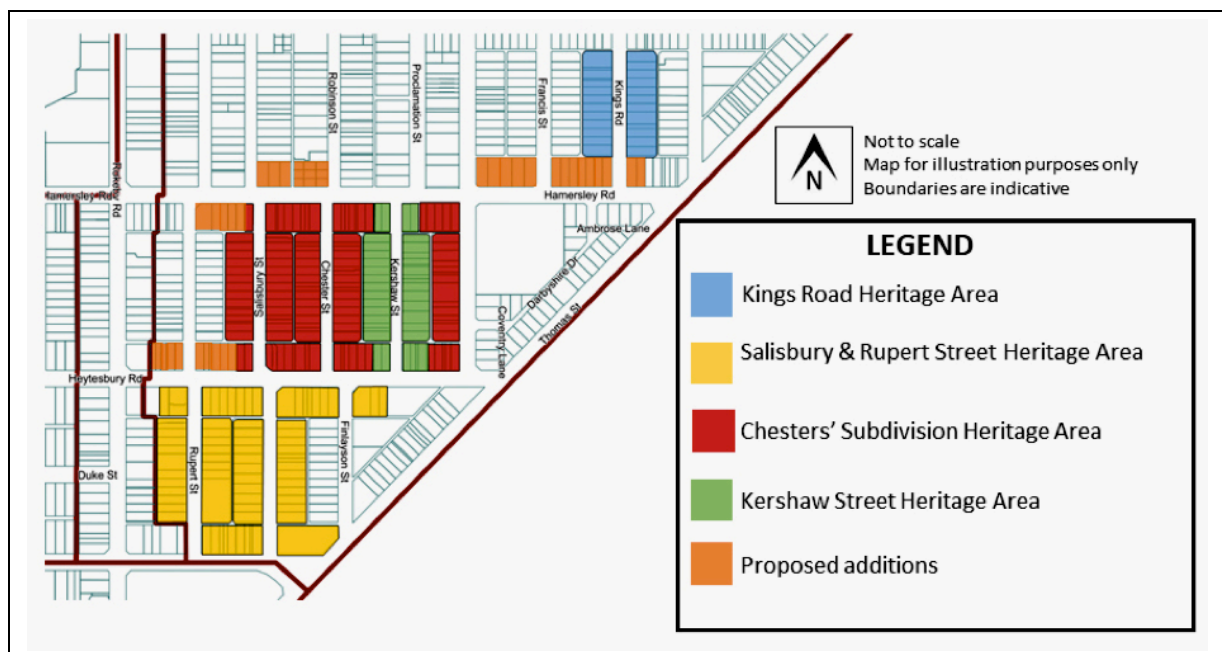 Robinson St
Proclamation St
Francis St
Kings Rd
Rokeby Rd
Hamersley Rd
Hamersley Rd
Ambrose Lane
Salisbury St
Chester St
Kershaw St
Darbyshire Dr
Thomas St
Coventry Lane
Heytesbury Rd
Finlayson St
Rupert St
Duke St
N
Not to scale
Map for illustration purposes only
Boundaries are indicative
LEGEND
Kings Road Heritage Area
Salisbury & Rupert Street Heritage Area
Chesters’ Subdivision Heritage Area
Kershaw Street Heritage Area
Proposed additions